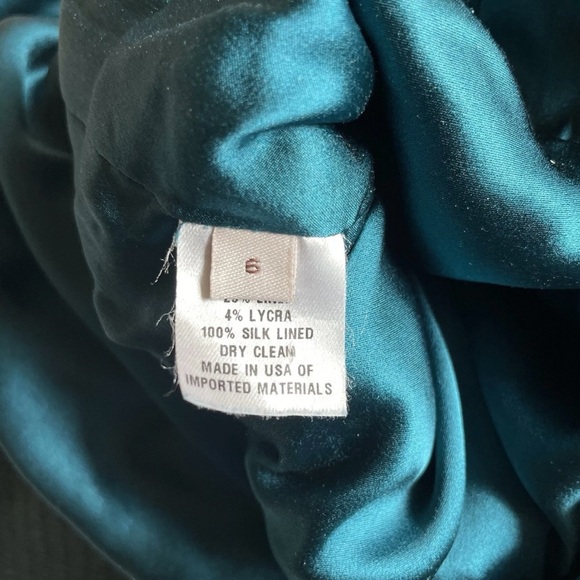 6
4% LYCRA
100% SILK LINED
DRY CLEAN
MADE IN USA OF
IMPORTED MATERIALS